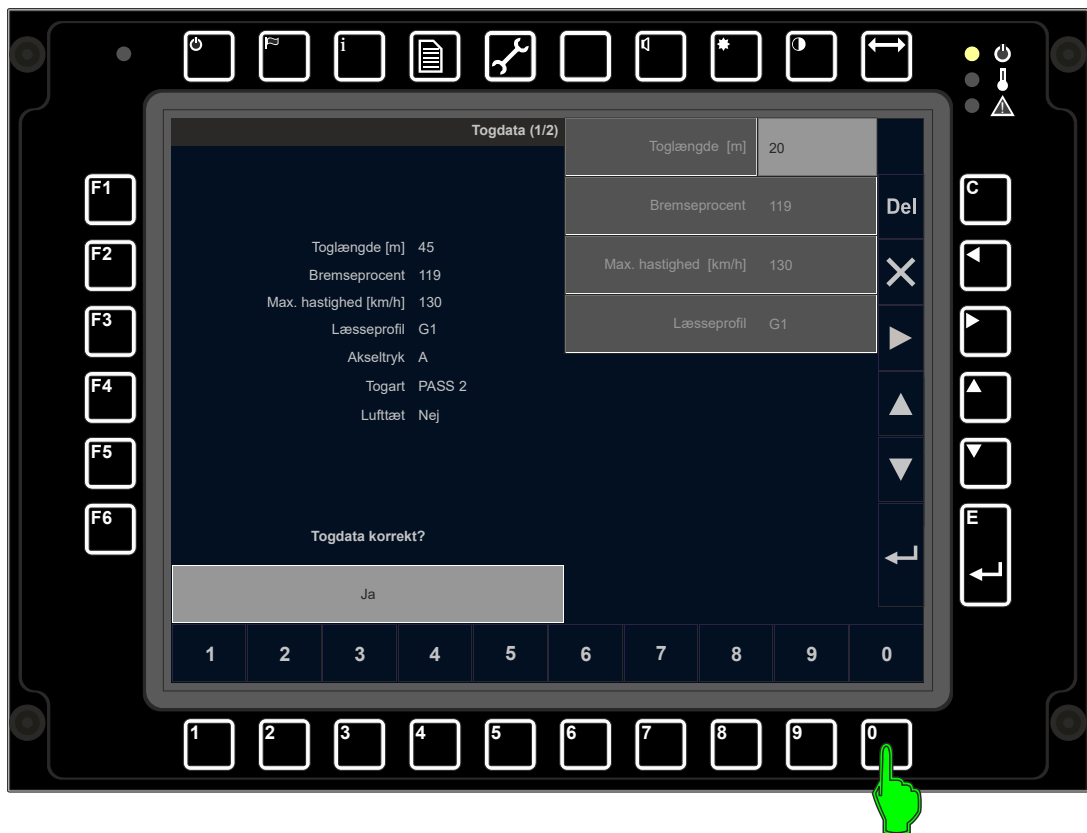 i
Togdata (1/2)
Toglængde [m] 20
Bremseprocent 119
Max. hastighed [km/h] 130
Læsseprofil G1
Toglængde [m] 45
Bremseprocent 119
Max. hastighed [km/h] 130
Læsseprofil G1
Akseltryk A
Togart PASS 2
Lufttæt Nej
Togdata korrekt?
Ja
Del
1 2 3 4 5 6 7 8 9 0
F1
F2
F3
F4
F5
F6
C
E
1 2 3 4 5 6 7 8 9 0